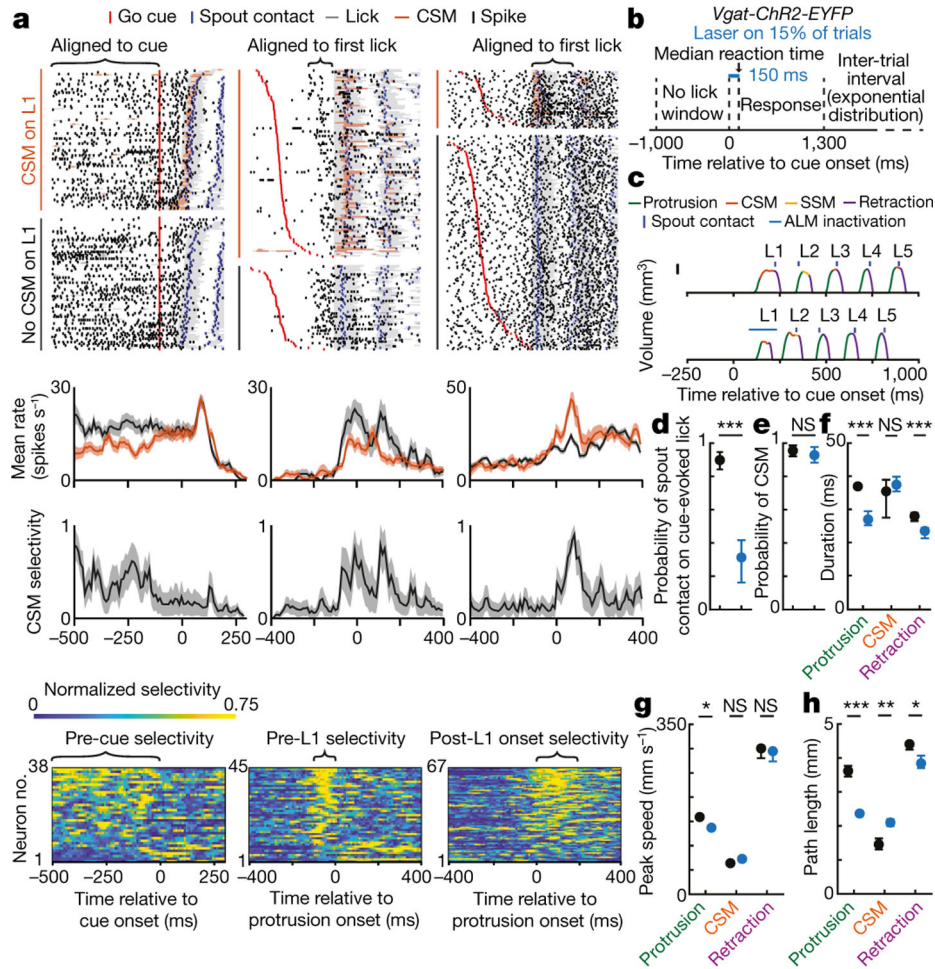 a
Go cue Spout contact Lick CSM Spike
Aligned to cue
Aligned to first lick
Aligned to first lick
CSM on L1
No CSM on L1
30
0
30
0
50
0
Mean rate
(spikes s⁻¹)
1
0
1
0
1
0
CSM selectivity
−500 −250 0 250
−400 0 400
−400 0 400
Normalized selectivity
0 0.75
Pre-cue selectivity
Pre-L1 selectivity
Post-L1 onset selectivity
Neuron no.
38
1
45
1
67
1
−500 −250 0 250
−400 0 400
−400 0 400
Time relative to
cue onset (ms)
Time relative to
protrusion onset (ms)
Time relative to
protrusion onset (ms)
b
Vgat-ChR2-EYFP
Laser on 15% of trials
Median reaction time
150 ms
No lick
window
Response
Inter-trial
interval
(exponential
distribution)
−1,000 0 1,300
Time relative to cue onset (ms)
c
Protrusion CSM SSM Retraction
Spout contact ALM inactivation
L1 L2 L3 L4 L5
L1 L2 L3 L4 L5
Volume (mm³)
−250 0 500 1,000
Time relative to cue onset (ms)
d
***
1
0
Probability of spout
contact on cue-evoked lick
e
NS
1
0
Probability of CSM
f
*** NS ***
50
0
Duration (ms)
Protrusion
CSM
Retraction
g
* NS NS
350
0
Peak speed (mm s⁻¹)
Protrusion
CSM
Retraction
h
*** ** *
5
0
Path length (mm)
Protrusion
CSM
Retraction